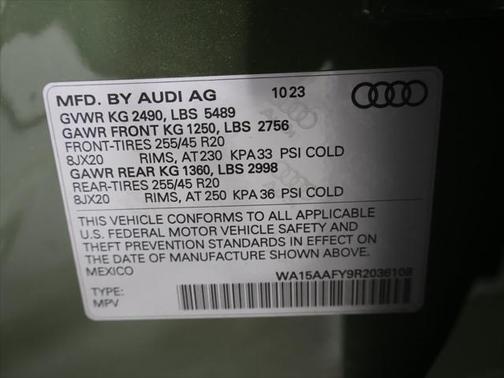 MFD. BY AUDI AG 10 23
GVWR KG 2490, LBS 5489
GAWR FRONT KG 1250, LBS 2756
FRONT-TIRES 255/45 R20
8JX20 RIMS, AT 230 KPA 33 PSI COLD
GAWR REAR KG 1360, LBS 2998
REAR-TIRES 255/45 R20
8JX20 RIMS, AT 250 KPA 36 PSI COLD
THIS VEHICLE CONFORMS TO ALL APPLICABLE
U.S. FEDERAL MOTOR VEHICLE SAFETY AND
THEFT PREVENTION STANDARDS IN EFFECT ON
THE DATE OF MANUFACTURE SHOWN ABOVE.
MEXICO WA15AAFY9R2036108
TYPE:
MPV